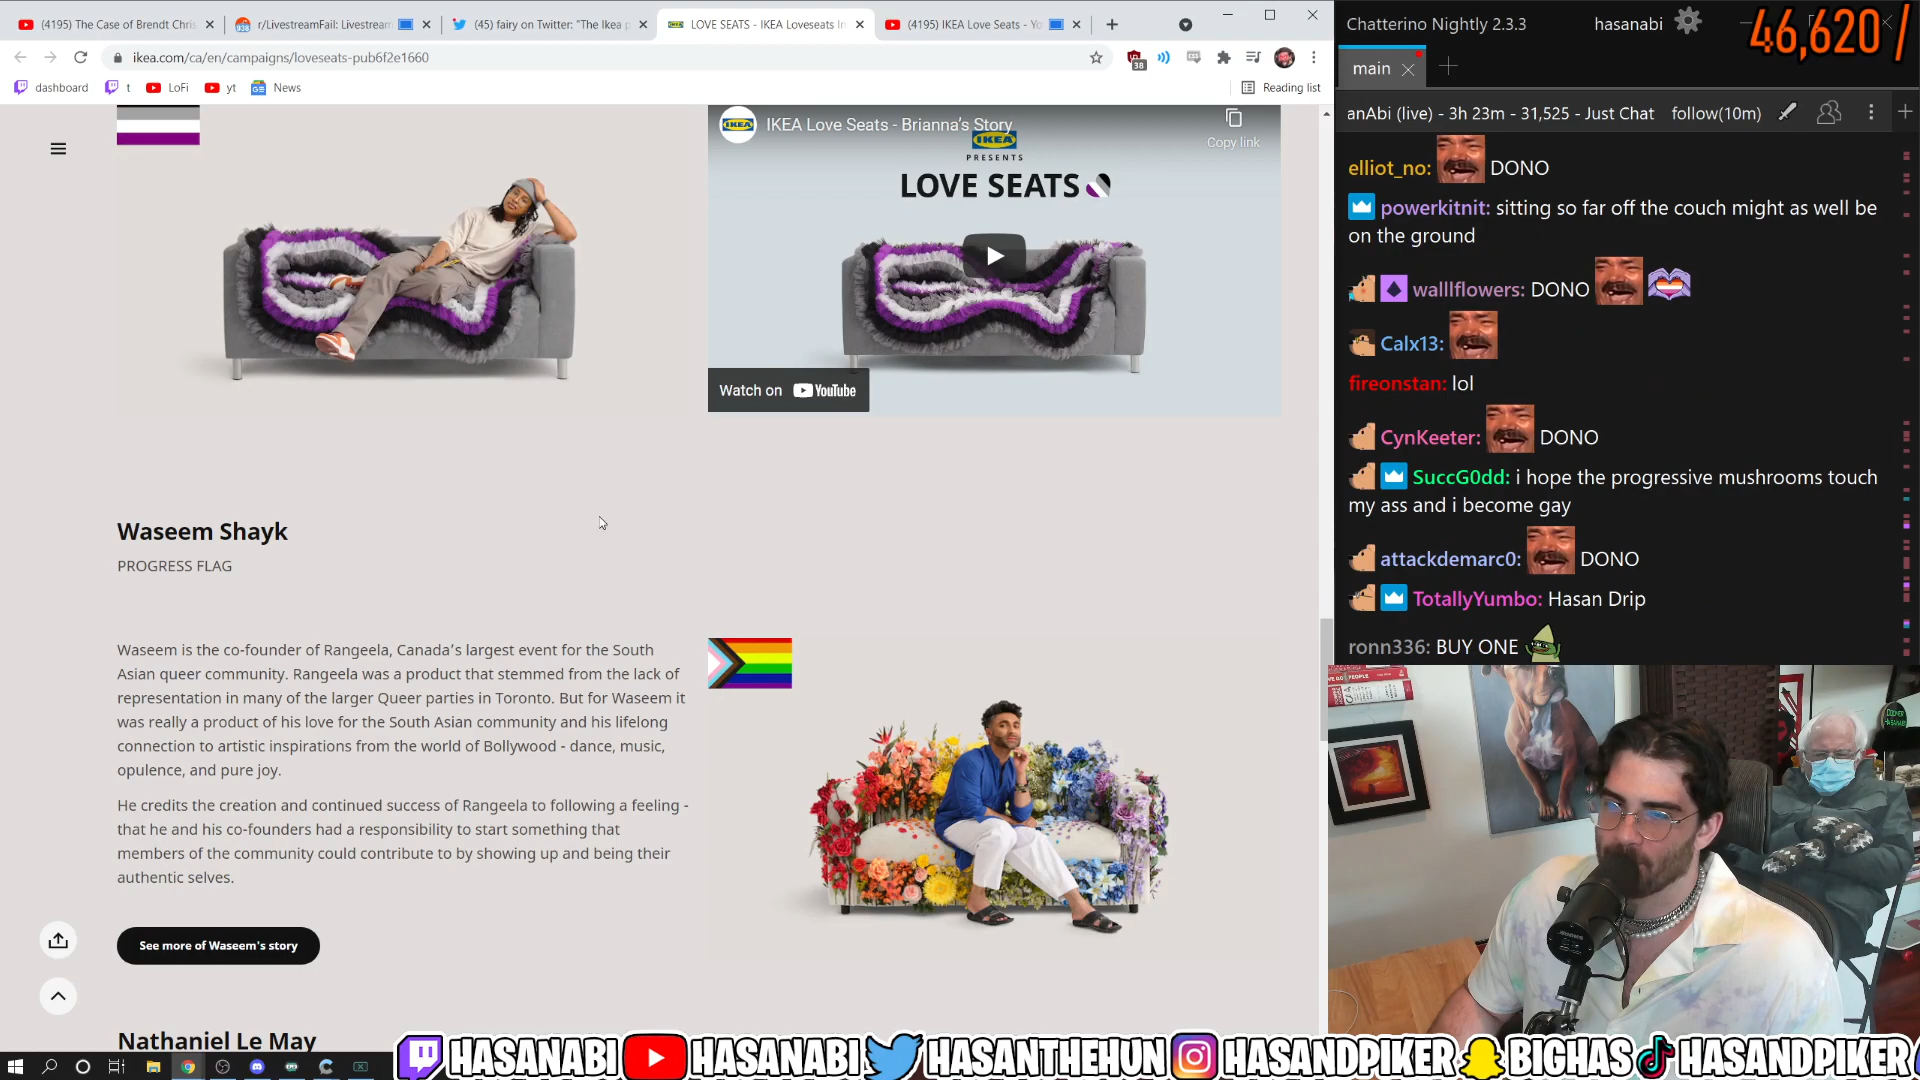 (4195) The Case of Brendt Chris
r/LivestreamFail: Livestream
(45) fairy on Twitter: "The Ikea p
LOVE SEATS - IKEA Loveseats In
(4195) IKEA Love Seats - Yo
ikea.com/ca/en/campaigns/loveseats-pub6f2e1660
38
dashboard
t
LoFi
yt
News
Reading list
IKEA
IKEA Love Seats - Brianna's Story
Copy link
IKEA
PRESENTS
LOVE SEATS
Watch on YouTube
Waseem Shayk
PROGRESS FLAG
Waseem is the co-founder of Rangeela, Canada's largest event for the South
Asian queer community. Rangeela was a product that stemmed from the lack of
representation in many of the larger Queer parties in Toronto. But for Waseem it
was really a product of his love for the South Asian community and his lifelong
connection to artistic inspirations from the world of Bollywood - dance, music,
opulence, and pure joy.
He credits the creation and continued success of Rangeela to following a feeling -
that he and his co-founders had a responsibility to start something that
members of the community could contribute to by showing up and being their
authentic selves.
See more of Waseem's story
Nathaniel Le May
Chatterino Nightly 2.3.3
hasanabi
46,620 /
main
anAbi (live) - 3h 23m - 31,525 - Just Chat
follow(10m)
elliot_no: DONO
powerkitnit: sitting so far off the couch might as well be
on the ground
walllflowers: DONO
Calx13:
fireonstan: lol
CynKeeter: DONO
SuccG0dd: i hope the progressive mushrooms touch
my ass and i become gay
attackdemarc0: DONO
TotallyYumbo: Hasan Drip
ronn336: BUY ONE
HASANABI
HASANABI
HASANTHEHUN
HASANDPIKER
BIGHAS
HASANDPIKER